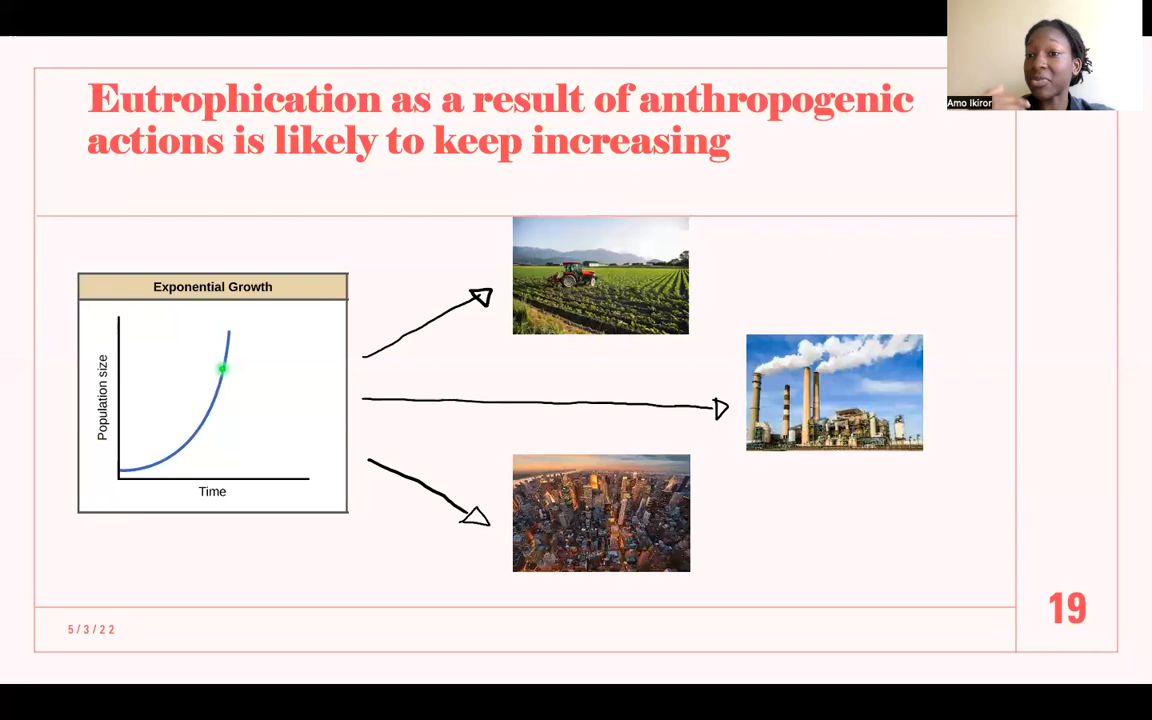 Eutrophication as a result of anthropogenic
actions is likely to keep increasing
Amo Ikiror
Exponential Growth
Population size
Time
19
5/3/22